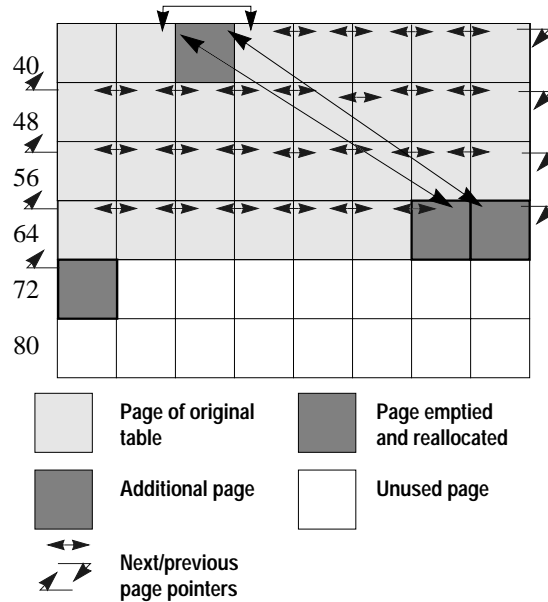 40
48
56
64
72
80
Page of original
table
Page emptied
and reallocated
Additional page
Unused page
Next/previous
page pointers